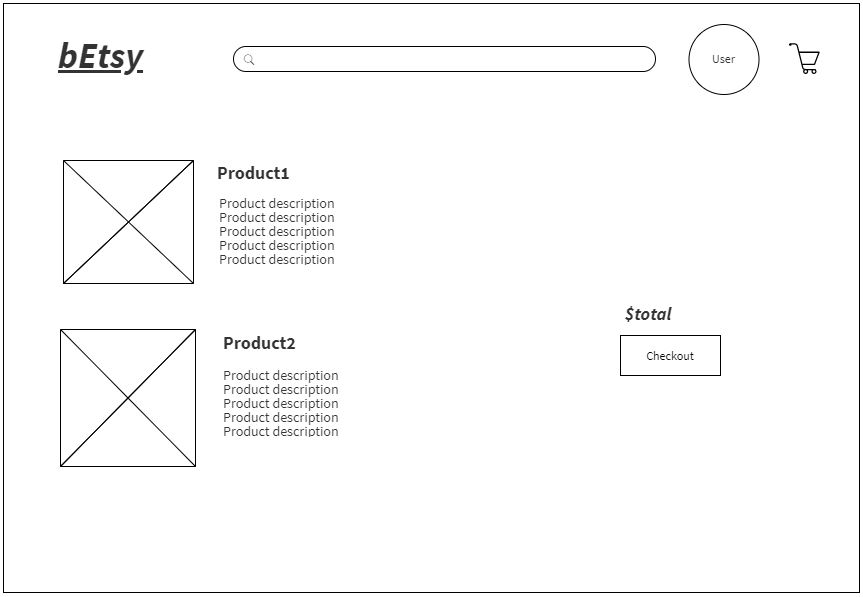 bEtsy
User
Product1
Product description
Product description
Product description
Product description
Product description
$total
Checkout
Product2
Product description
Product description
Product description
Product description
Product description